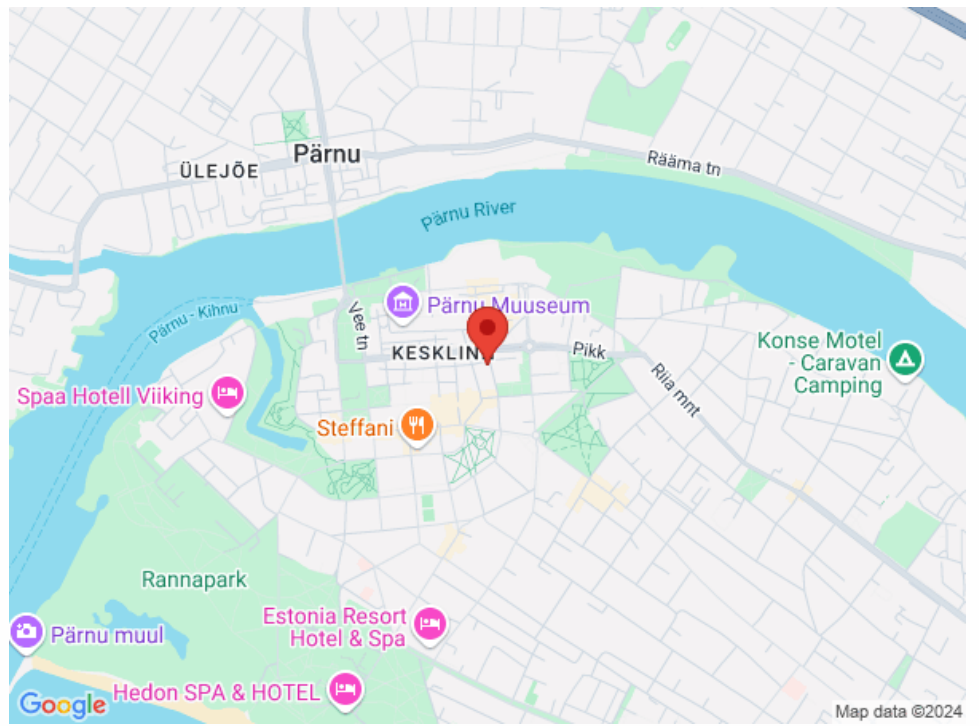 Rääma tn
Pärnu
ÜLEJÕE
Pärnu River
Pärnu - Kihnu
Pärnu Muuseum
Vee tn
KESKLINN
Pikk
Konse Motel
- Caravan
Camping
Riia mnt
Spaa Hotell Viiking
Steffani
Rannapark
Estonia Resort
Hotel & Spa
Pärnu muul
Hedon SPA & HOTEL
Google
Map data ©2024